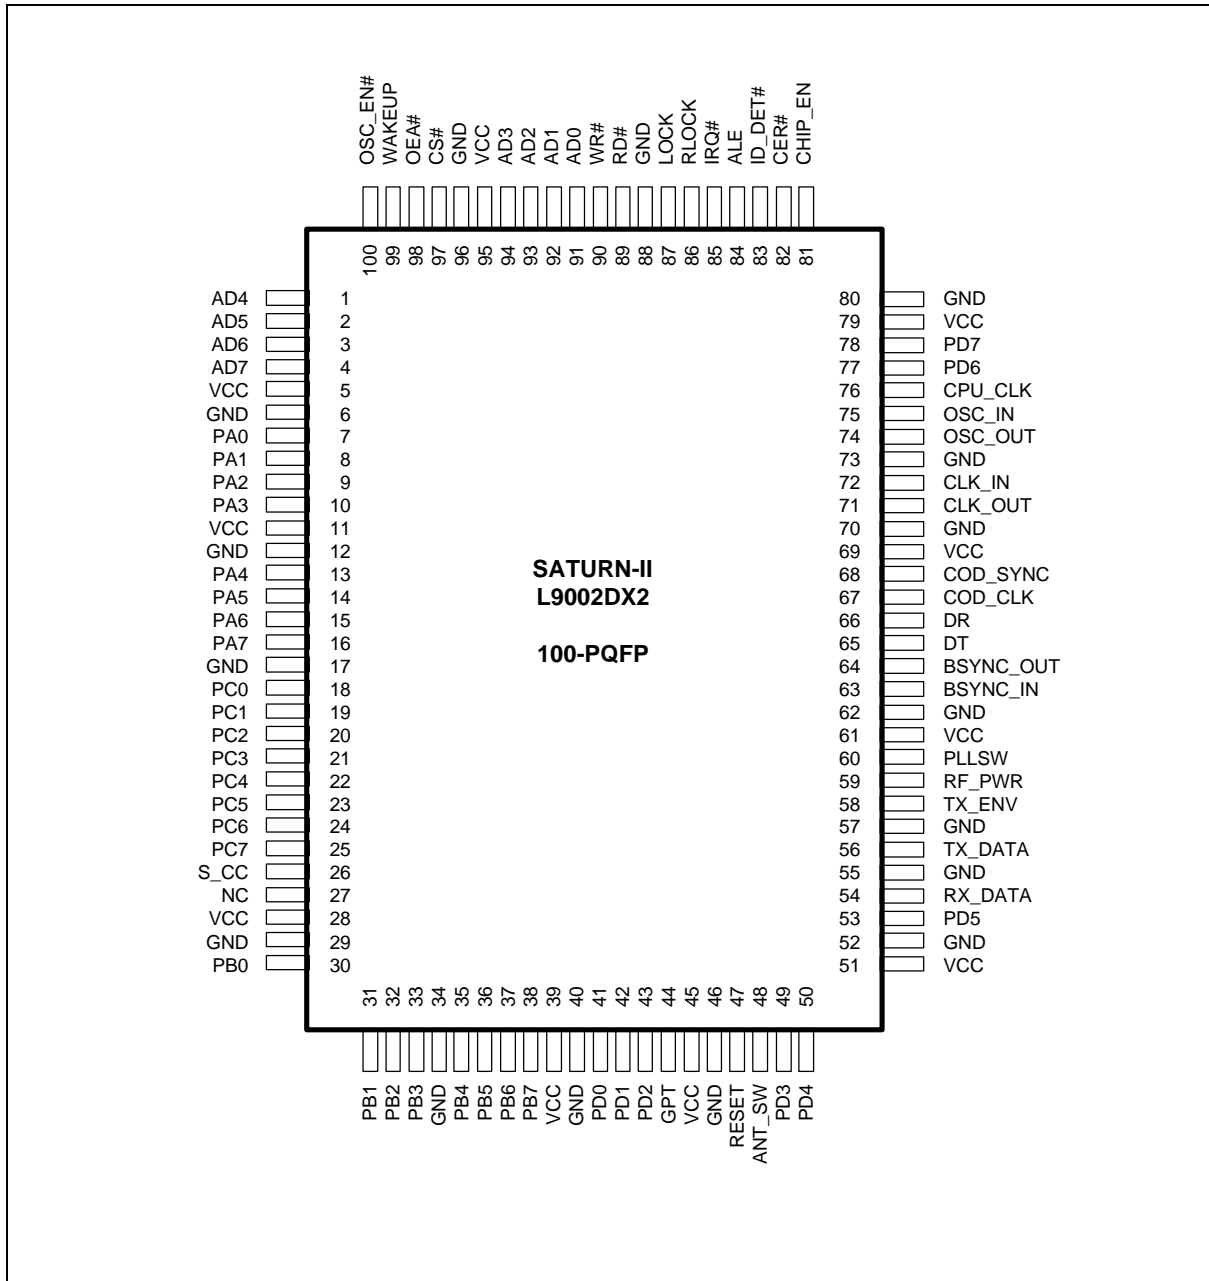 OSC_EN#
WAKEUP
OEA#
CS#
GND
VCC
AD3
AD2
AD1
AD0
WR#
RD#
GND
LOCK
RLOCK
IRQ#
ALE
ID_DET#
CER#
CHIP_EN
100 99 98 97 96 95 94 93 92 91 90 89 88 87 86 85 84 83 82 81
AD4 1 80 GND
AD5 2 79 VCC
AD6 3 78 PD7
AD7 4 77 PD6
VCC 5 76 CPU_CLK
GND 6 75 OSC_IN
PA0 7 74 OSC_OUT
PA1 8 73 GND
PA2 9 72 CLK_IN
PA3 10 71 CLK_OUT
VCC 11 70 GND
GND 12 69 VCC
PA4 13 68 COD_SYNC
PA5 14 67 COD_CLK
PA6 15 66 DR
PA7 16 65 DT
GND 17 64 BSYNC_OUT
PC0 18 63 BSYNC_IN
PC1 19 62 GND
PC2 20 61 VCC
PC3 21 60 PLLSW
PC4 22 59 RF_PWR
PC5 23 58 TX_ENV
PC6 24 57 GND
PC7 25 56 TX_DATA
S_CC 26 55 GND
NC 27 54 RX_DATA
VCC 28 53 PD5
GND 29 52 GND
PB0 30 51 VCC
SATURN-II
L9002DX2
100-PQFP
31 32 33 34 35 36 37 38 39 40 41 42 43 44 45 46 47 48 49 50
PB1
PB2
PB3
GND
PB4
PB5
PB6
PB7
VCC
GND
PD0
PD1
PD2
GPT
VCC
GND
RESET
ANT_SW
PD3
PD4